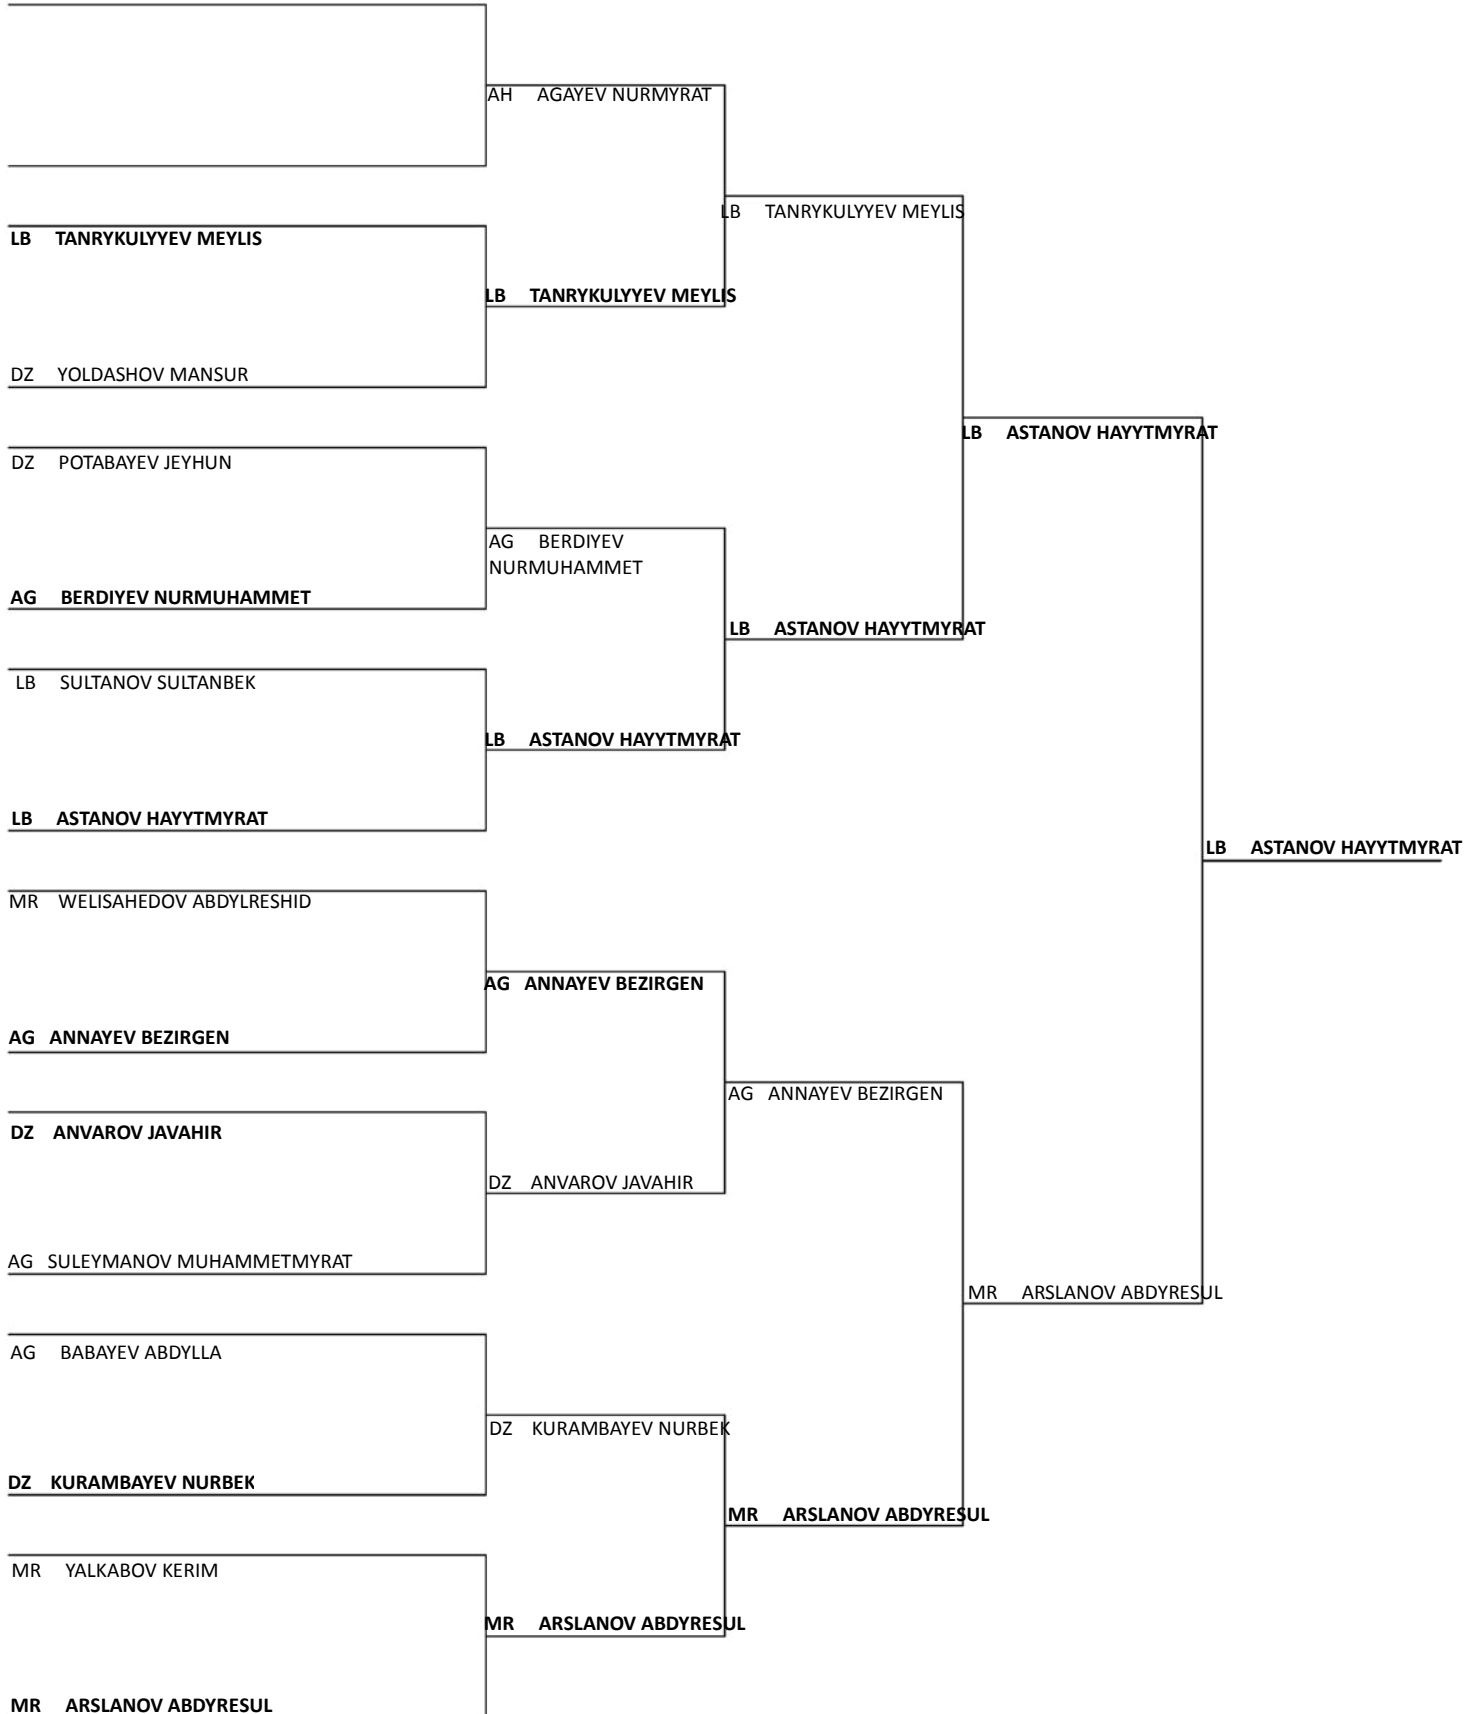 AH AGAYEV NURMYRAT
LB TANRYKULYYEV MEYLIS
LB TANRYKULYYEV MEYLIS
LB TANRYKULYYEV MEYLIS
DZ YOLDASHOV MANSUR
LB ASTANOV HAYYTMYRAT
DZ POTABAYEV JEYHUN
AG BERDIYEV
NURMUHAMMET
AG BERDIYEV NURMUHAMMET
LB ASTANOV HAYYTMYRAT
LB SULTANOV SULTANBEK
LB ASTANOV HAYYTMYRAT
LB ASTANOV HAYYTMYRAT
LB ASTANOV HAYYTMYRAT
MR WELISAHEDOV ABDYLRESHID
AG ANNAYEV BEZIRGEN
AG ANNAYEV BEZIRGEN
AG ANNAYEV BEZIRGEN
DZ ANVAROV JAVAHIR
DZ ANVAROV JAVAHIR
AG SULEYMANOV MUHAMMETMYRAT
MR ARSLANOV ABDYRESUL
AG BABAYEV ABDYLLA
DZ KURAMBAYEV NURBEK
DZ KURAMBAYEV NURBEK
MR ARSLANOV ABDYRESUL
MR YALKABOV KERIM
MR ARSLANOV ABDYRESUL
MR ARSLANOV ABDYRESUL